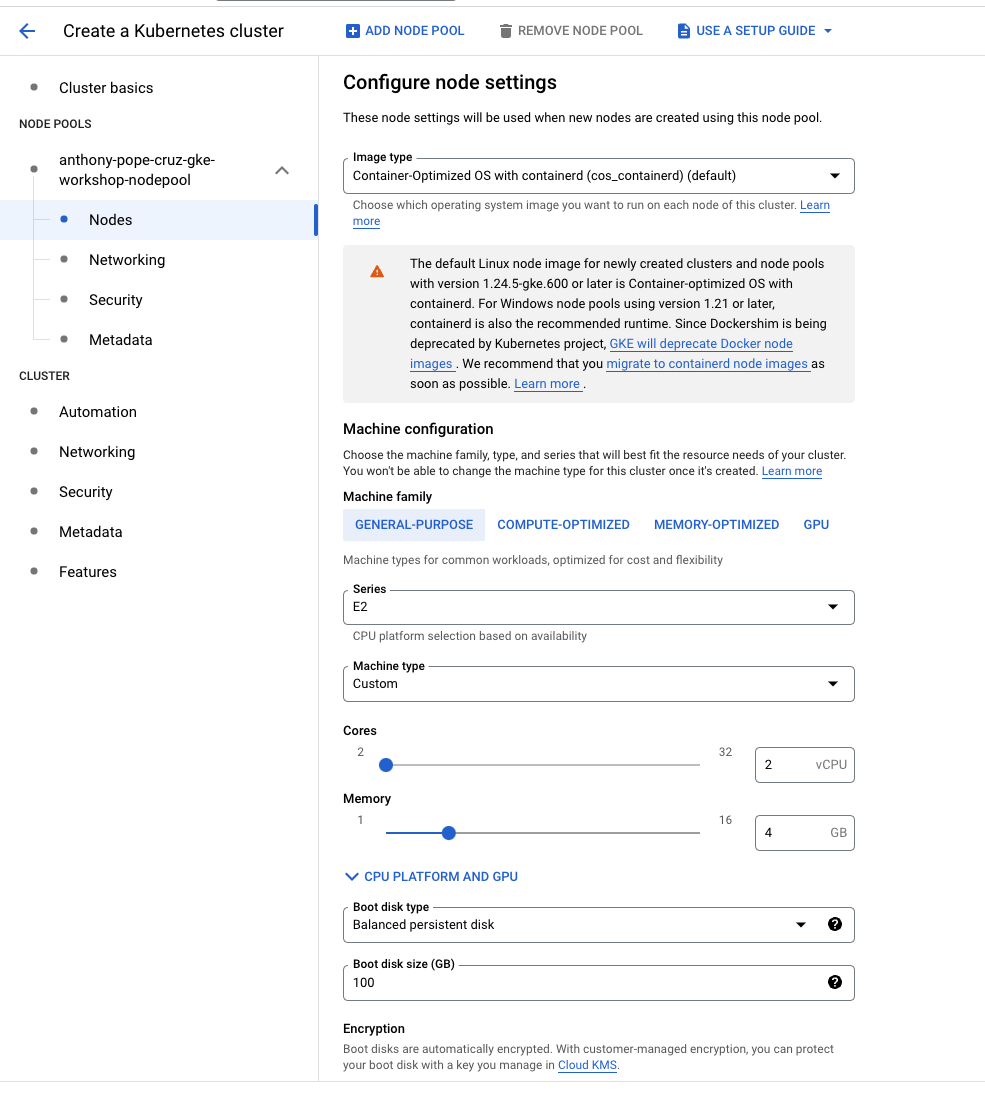 Create a Kubernetes cluster
ADD NODE POOL
REMOVE NODE POOL
USE A SETUP GUIDE
Cluster basics
NODE POOLS
anthony-pope-cruz-gke-
workshop-nodepool
Nodes
Networking
Security
Metadata
CLUSTER
Automation
Networking
Security
Metadata
Features
Configure node settings
These node settings will be used when new nodes are created using this node pool.
Image type
Container-Optimized OS with containerd (cos_containerd) (default)
Choose which operating system image you want to run on each node of this cluster. Learn
more
The default Linux node image for newly created clusters and node pools
with version 1.24.5-gke.600 or later is Container-optimized OS with
containerd. For Windows node pools using version 1.21 or later,
containerd is also the recommended runtime. Since Dockershim is being
deprecated by Kubernetes project, GKE will deprecate Docker node
images . We recommend that you migrate to containerd node images as
soon as possible. Learn more .
Machine configuration
Choose the machine family, type, and series that will best fit the resource needs of your cluster.
You won't be able to change the machine type for this cluster once it's created. Learn more
Machine family
GENERAL-PURPOSE
COMPUTE-OPTIMIZED
MEMORY-OPTIMIZED
GPU
Machine types for common workloads, optimized for cost and flexibility
Series
E2
CPU platform selection based on availability
Machine type
Custom
Cores
2
32
2 vCPU
Memory
1
16
4 GB
CPU PLATFORM AND GPU
Boot disk type
Balanced persistent disk
Boot disk size (GB)
100
Encryption
Boot disks are automatically encrypted. With customer-managed encryption, you can protect
your boot disk with a key you manage in Cloud KMS.